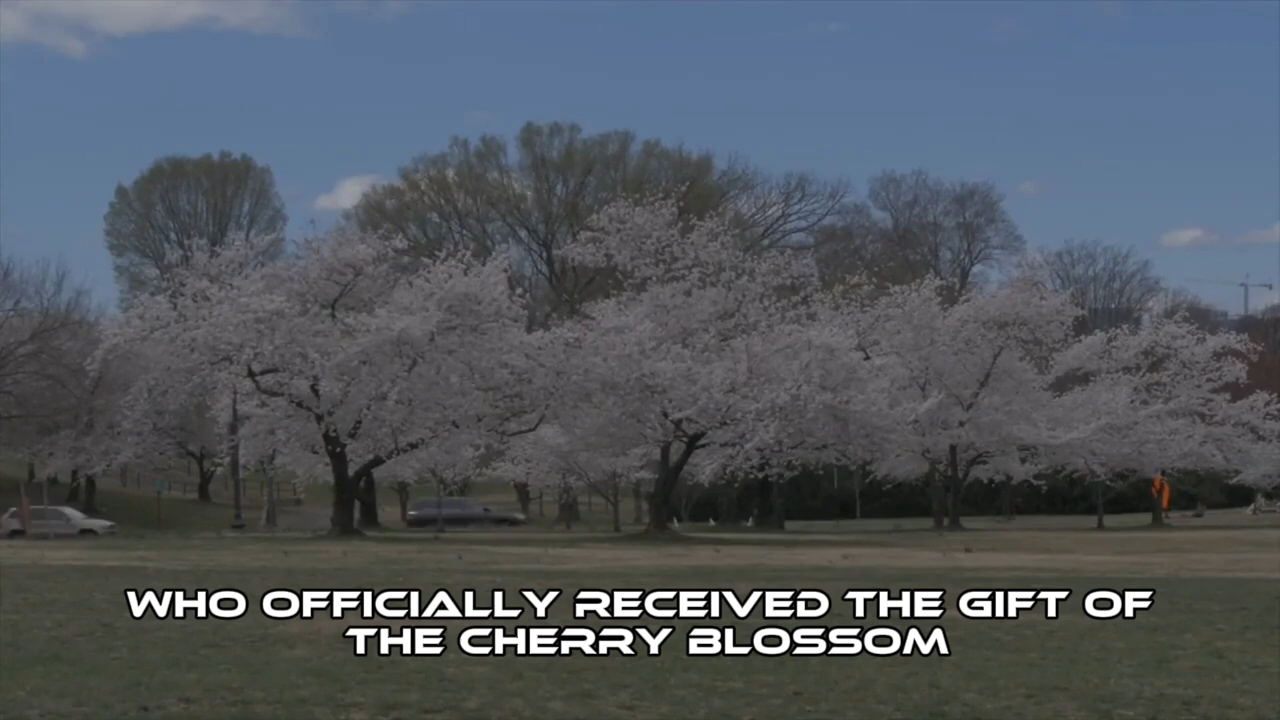 WHO OFFICIALLY RECEIVED THE GIFT OF
THE CHERRY BLOSSOM